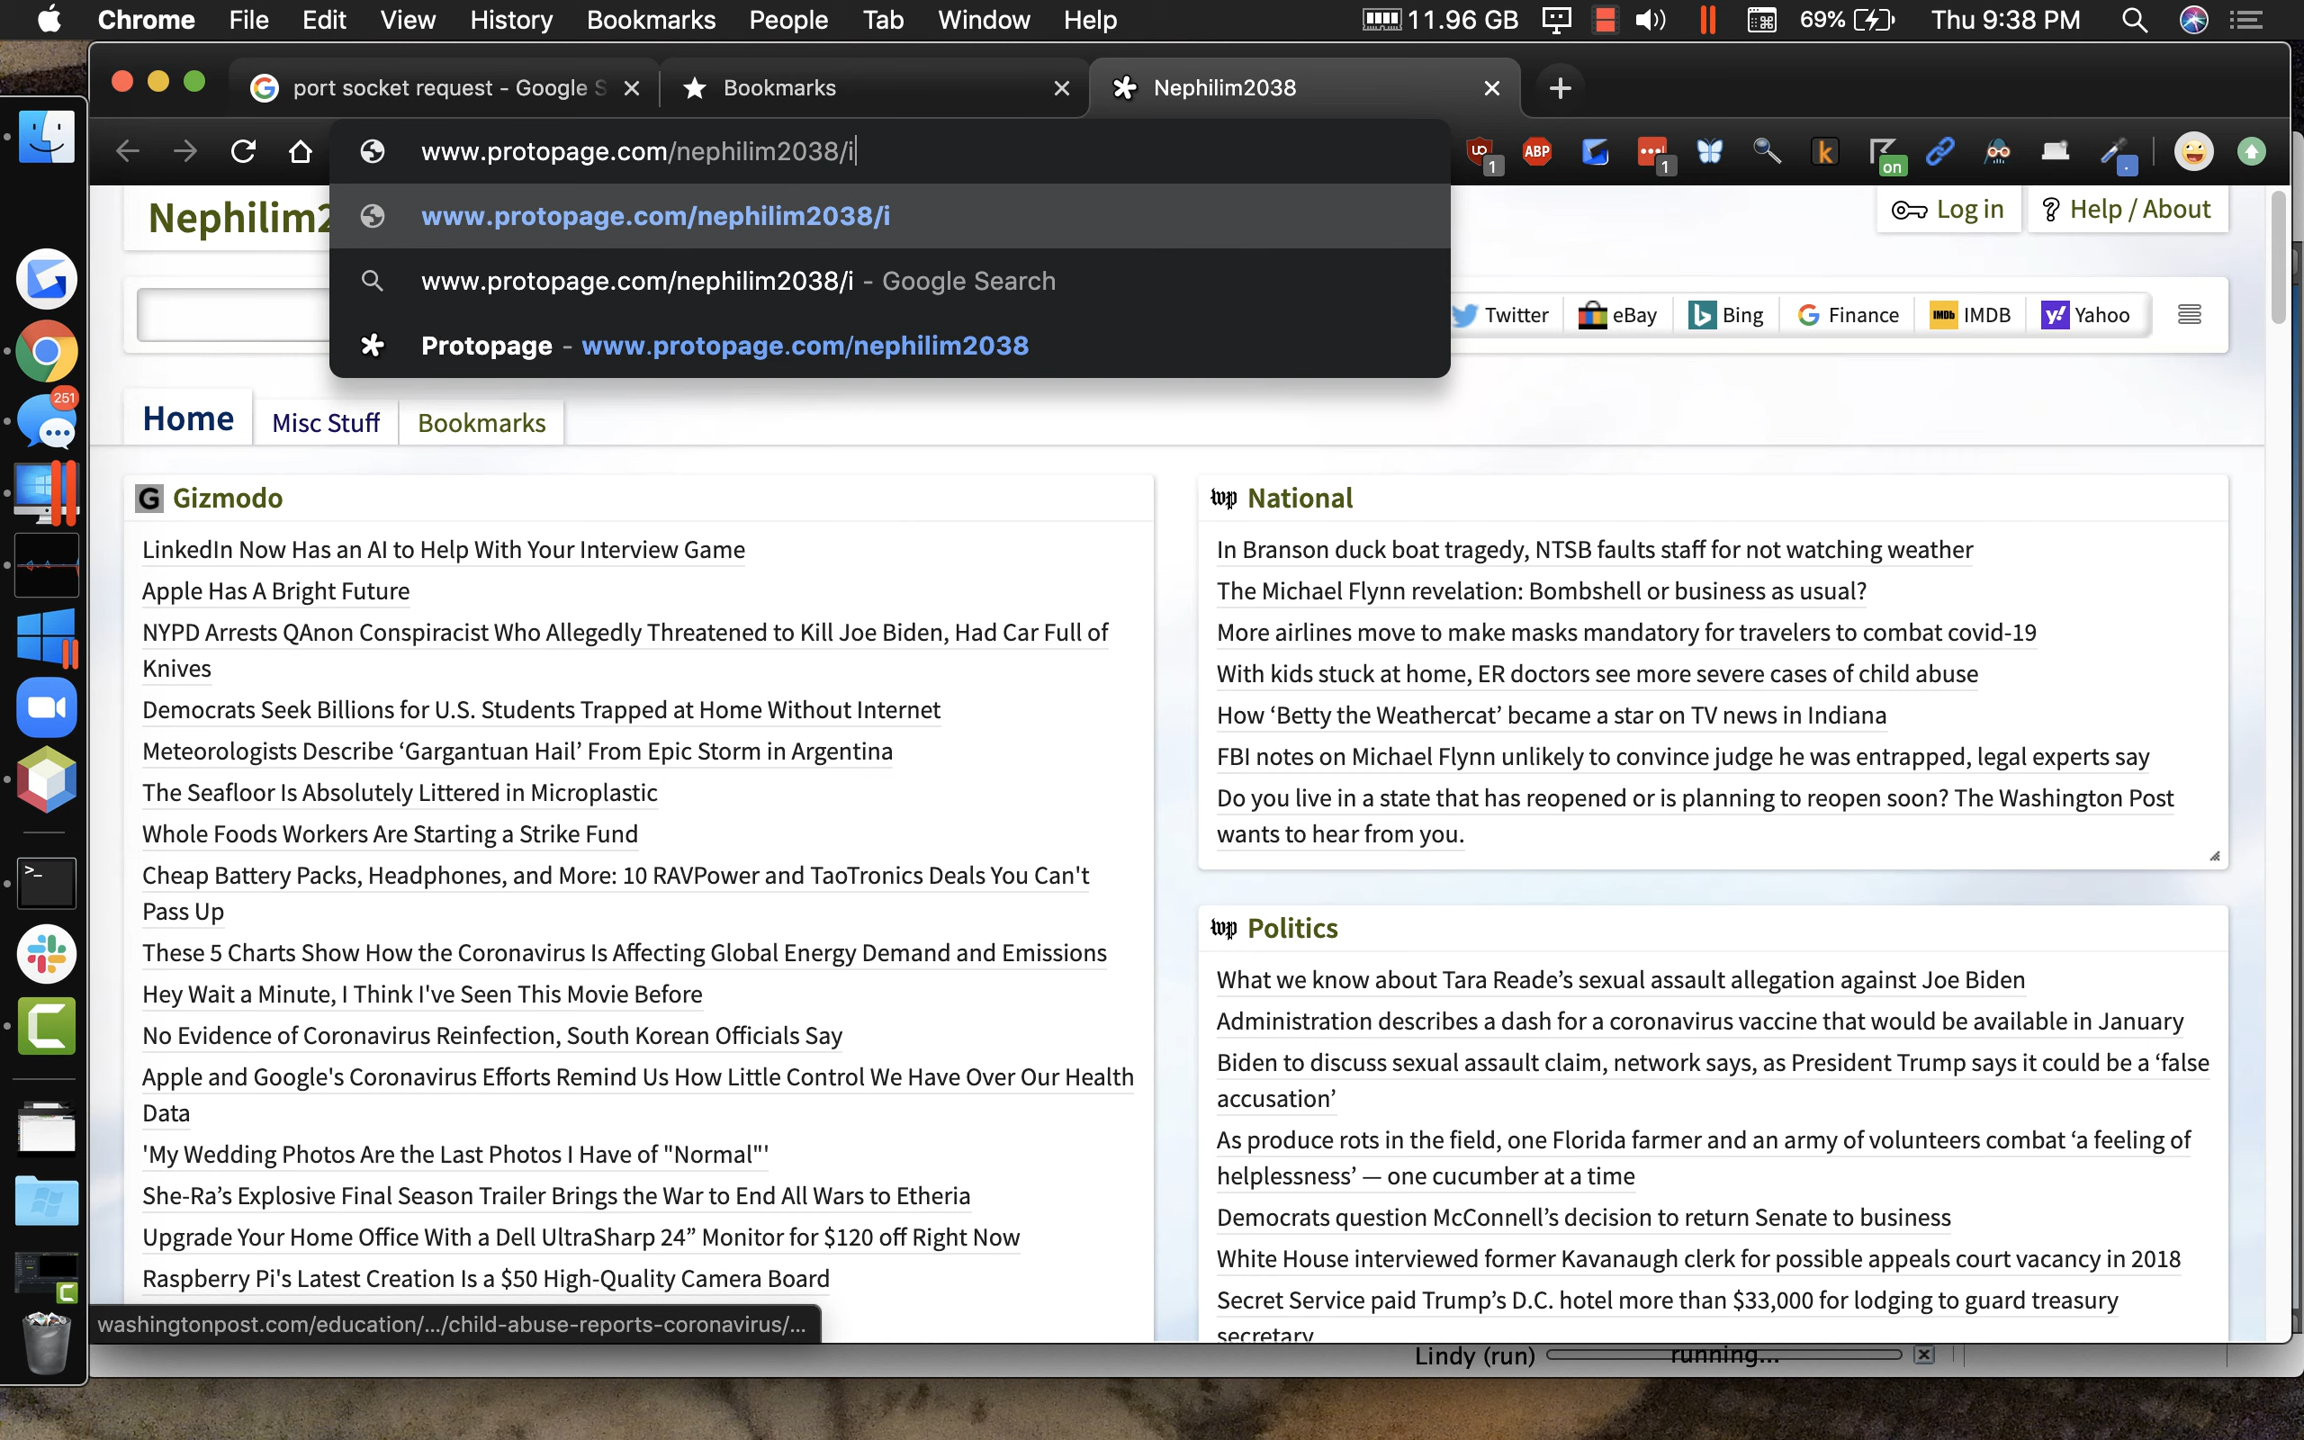 Chrome File Edit View History Bookmarks People Tab Window Help 11.96 GB 69% Thu 9:38 PM
port socket request - Google S
Bookmarks
Nephilim2038
www.protopage.com/nephilim2038/i
1 ABP 1 k on
www.protopage.com/nephilim2038/i
www.protopage.com/nephilim2038/i - Google Search
Protopage - www.protopage.com/nephilim2038
Nephilim2
Log in
? Help / About
Twitter eBay Bing Finance IMDB Yahoo
Home Misc Stuff Bookmarks
251
G Gizmodo
LinkedIn Now Has an AI to Help With Your Interview Game
Apple Has A Bright Future
NYPD Arrests QAnon Conspiracist Who Allegedly Threatened to Kill Joe Biden, Had Car Full of
Knives
Democrats Seek Billions for U.S. Students Trapped at Home Without Internet
Meteorologists Describe ‘Gargantuan Hail’ From Epic Storm in Argentina
The Seafloor Is Absolutely Littered in Microplastic
Whole Foods Workers Are Starting a Strike Fund
Cheap Battery Packs, Headphones, and More: 10 RAVPower and TaoTronics Deals You Can't
Pass Up
These 5 Charts Show How the Coronavirus Is Affecting Global Energy Demand and Emissions
Hey Wait a Minute, I Think I've Seen This Movie Before
No Evidence of Coronavirus Reinfection, South Korean Officials Say
Apple and Google's Coronavirus Efforts Remind Us How Little Control We Have Over Our Health
Data
'My Wedding Photos Are the Last Photos I Have of "Normal"'
She-Ra’s Explosive Final Season Trailer Brings the War to End All Wars to Etheria
Upgrade Your Home Office With a Dell UltraSharp 24” Monitor for $120 off Right Now
Raspberry Pi's Latest Creation Is a $50 High-Quality Camera Board
washingtonpost.com/education/.../child-abuse-reports-coronavirus/...
wp National
In Branson duck boat tragedy, NTSB faults staff for not watching weather
The Michael Flynn revelation: Bombshell or business as usual?
More airlines move to make masks mandatory for travelers to combat covid-19
With kids stuck at home, ER doctors see more severe cases of child abuse
How ‘Betty the Weathercat’ became a star on TV news in Indiana
FBI notes on Michael Flynn unlikely to convince judge he was entrapped, legal experts say
Do you live in a state that has reopened or is planning to reopen soon? The Washington Post
wants to hear from you.
wp Politics
What we know about Tara Reade’s sexual assault allegation against Joe Biden
Administration describes a dash for a coronavirus vaccine that would be available in January
Biden to discuss sexual assault claim, network says, as President Trump says it could be a ‘false
accusation’
As produce rots in the field, one Florida farmer and an army of volunteers combat ‘a feeling of
helplessness’ — one cucumber at a time
Democrats question McConnell’s decision to return Senate to business
White House interviewed former Kavanaugh clerk for possible appeals court vacancy in 2018
Secret Service paid Trump’s D.C. hotel more than $33,000 for lodging to guard treasury
secretary
Lindy (run) running...